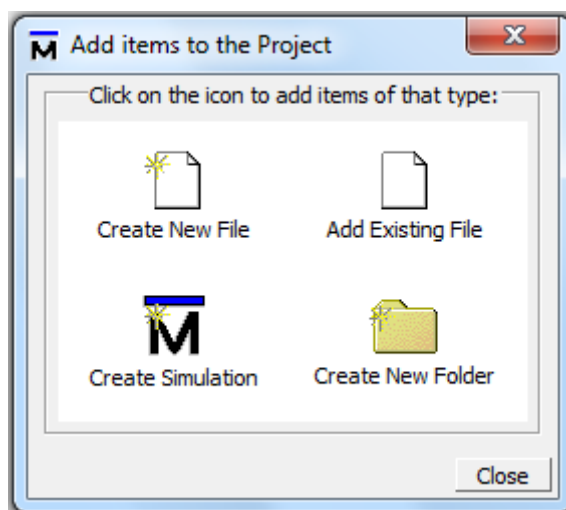 Add items to the Project
Click on the icon to add items of that type:
Create New File
Add Existing File
Create Simulation
Create New Folder
Close